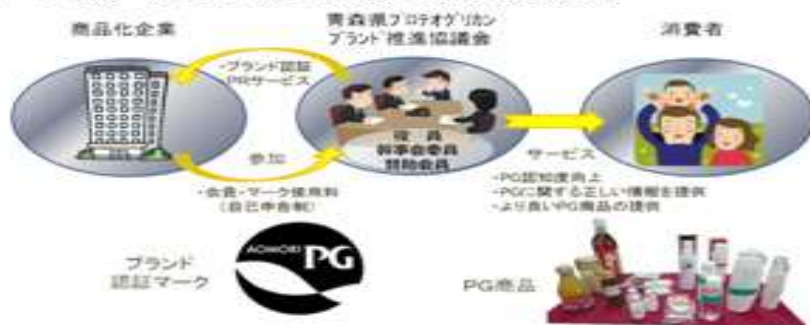 商品化企業
青森県プロテオグリカン
ブランド推進協議会
消費者
・ブランド認証
PRサービス
役員
幹事会委員
賛助会員
参加
・会費・マーク使用料
(自己申告制)
サービス
・PG認知度向上
・PGに関する正しい情報を提供
・より良いPG商品の提供
ブランド
認証マーク
AOMORI
PG
PG商品